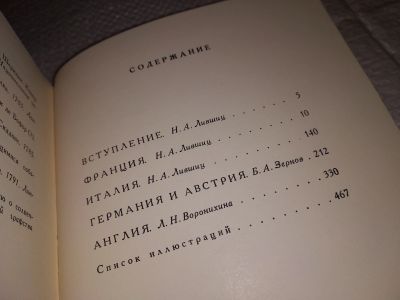 СОДЕРЖАНИЕ
ВСТУПЛЕНИЕ. Н. А. Лившиц . . . . . . . 5
ФРАНЦИЯ. Н. А. Лившиц . . . . . . . 10
ИТАЛИЯ. Н. А. Лившиц . . . . . . . 140
ГЕРМАНИЯ И АВСТРИЯ. Б. А. Зернов . 212
АНГЛИЯ. Л. Н. Воронихина . . . . . . . 330
Список иллюстраций . . . . . . . . 467